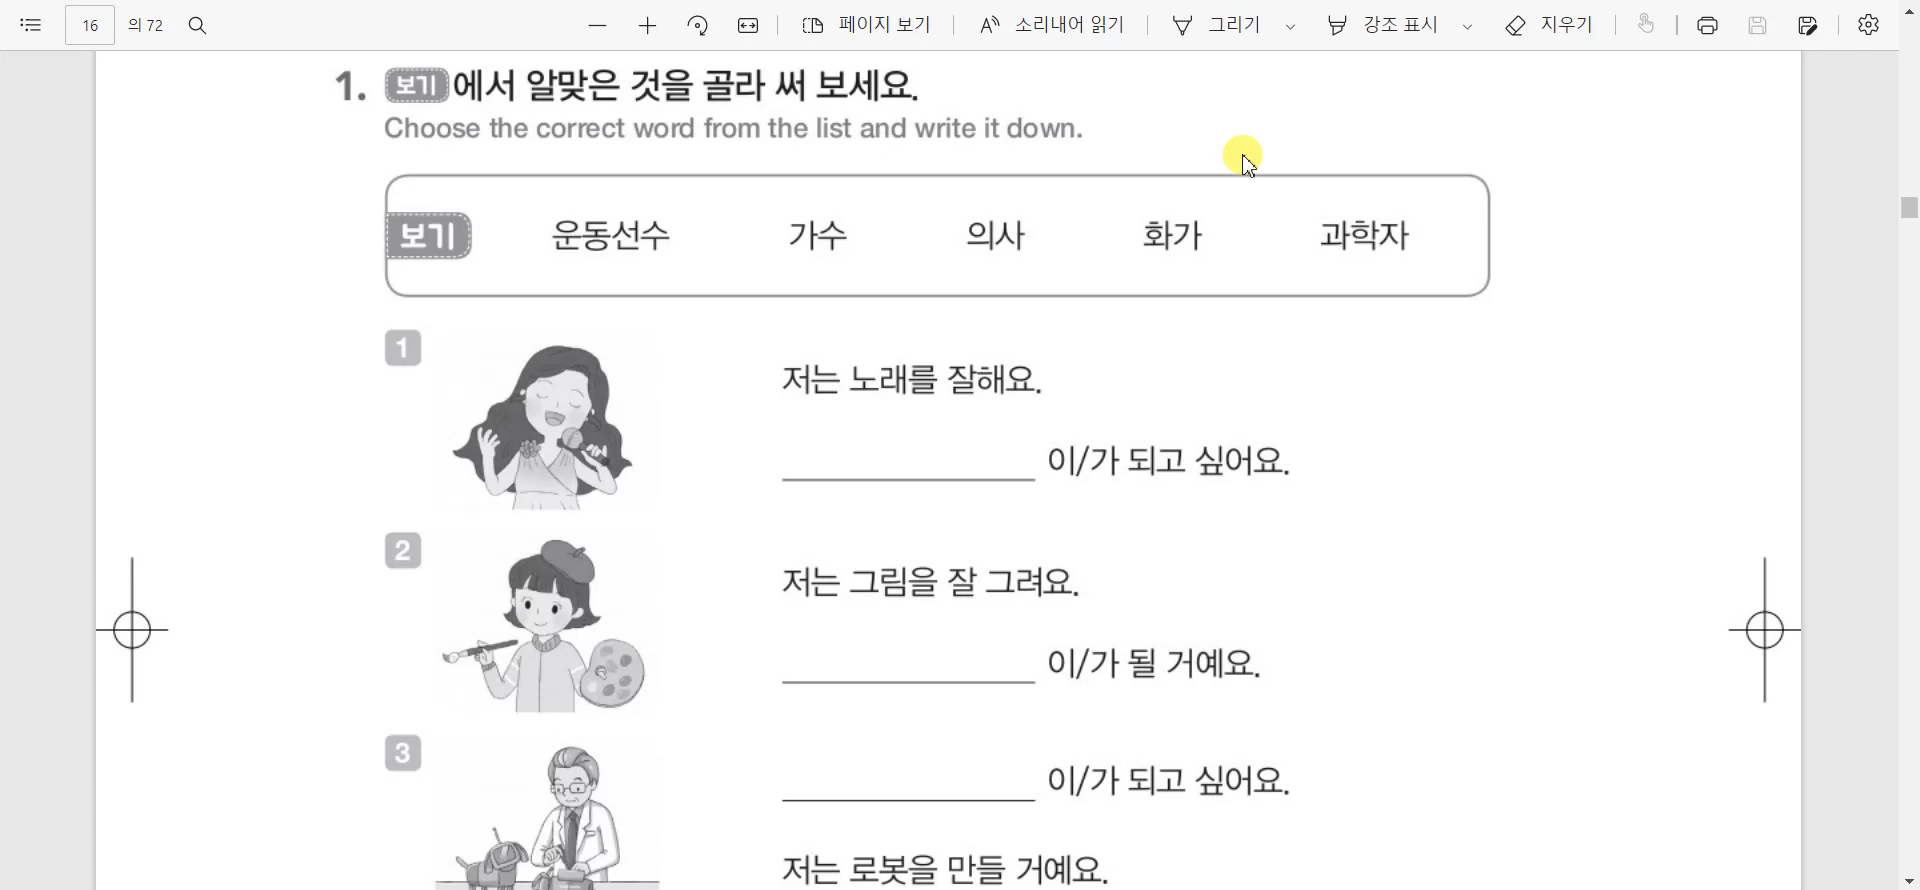 16 의 72 페이지 보기 소리내어 읽기 그리기 강조 표시 지우기
1. 보기에서 알맞은 것을 골라 써 보세요.
Choose the correct word from the list and write it down.
보기 운동선수 가수 의사 화가 과학자
1
저는 노래를 잘해요.
이/가 되고 싶어요.
2
저는 그림을 잘 그려요.
이/가 될 거예요.
3
이/가 되고 싶어요.
저는 로봇을 만들 거예요.